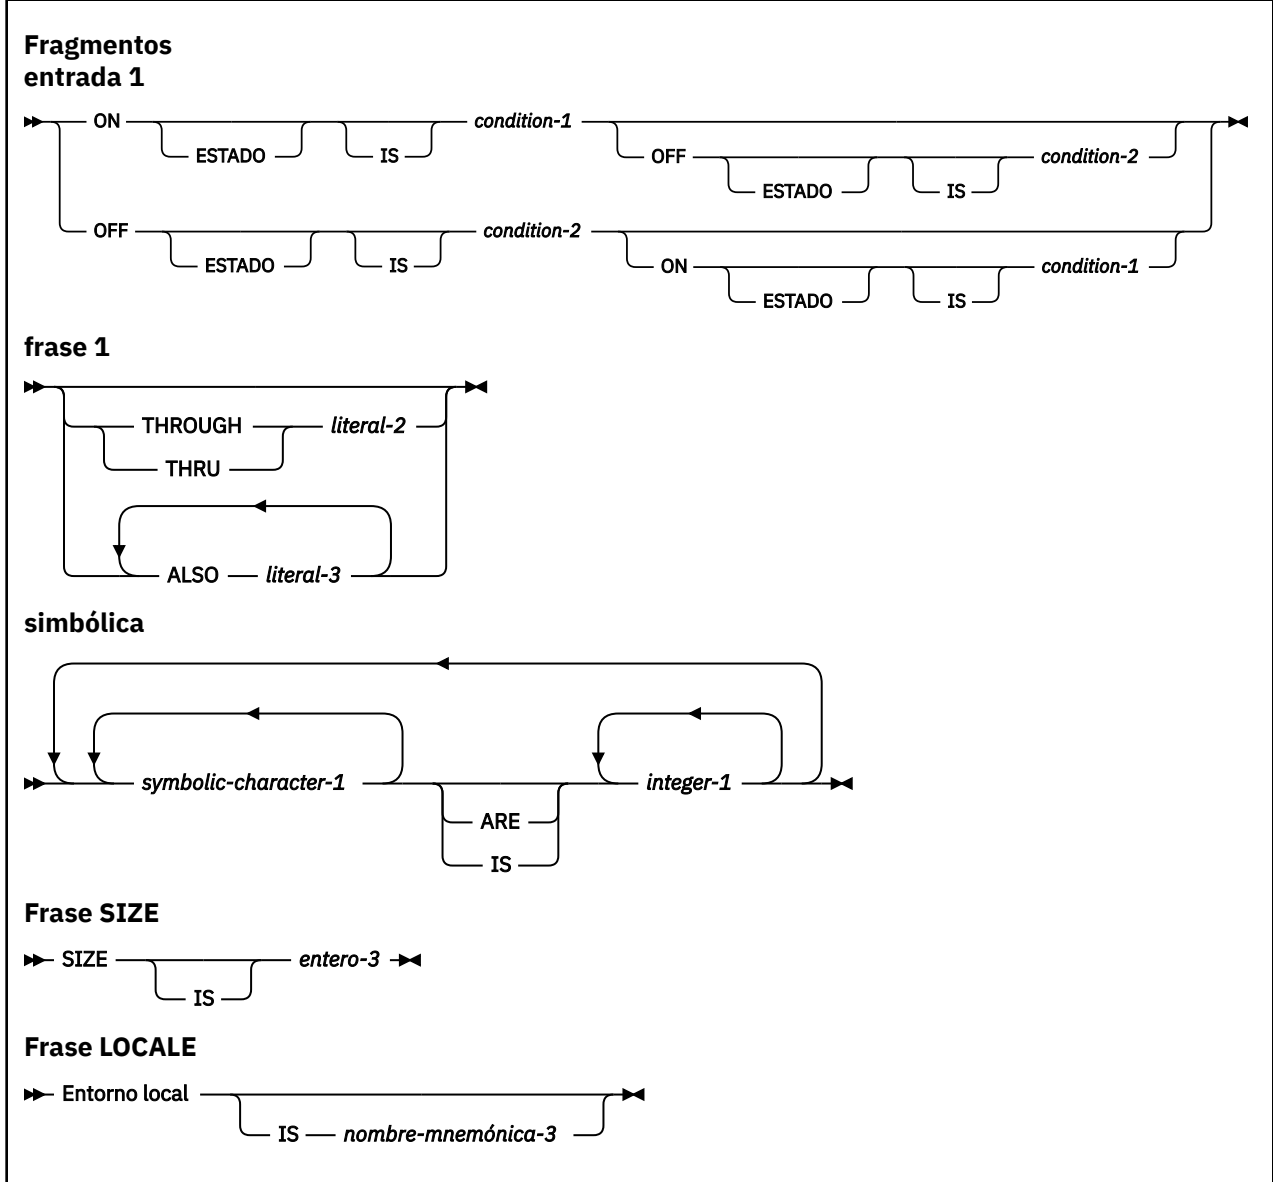 Fragmentos
entrada 1
ON ESTADO IS condition-1 OFF ESTADO IS condition-2
OFF ESTADO IS condition-2 ON ESTADO IS condition-1
frase 1
THROUGH literal-2
THRU
ALSO literal-3
simbólica
symbolic-character-1 integer-1
ARE
IS
Frase SIZE
SIZE entero-3
IS
Frase LOCALE
Entorno local
IS nombre-mnemónica-3